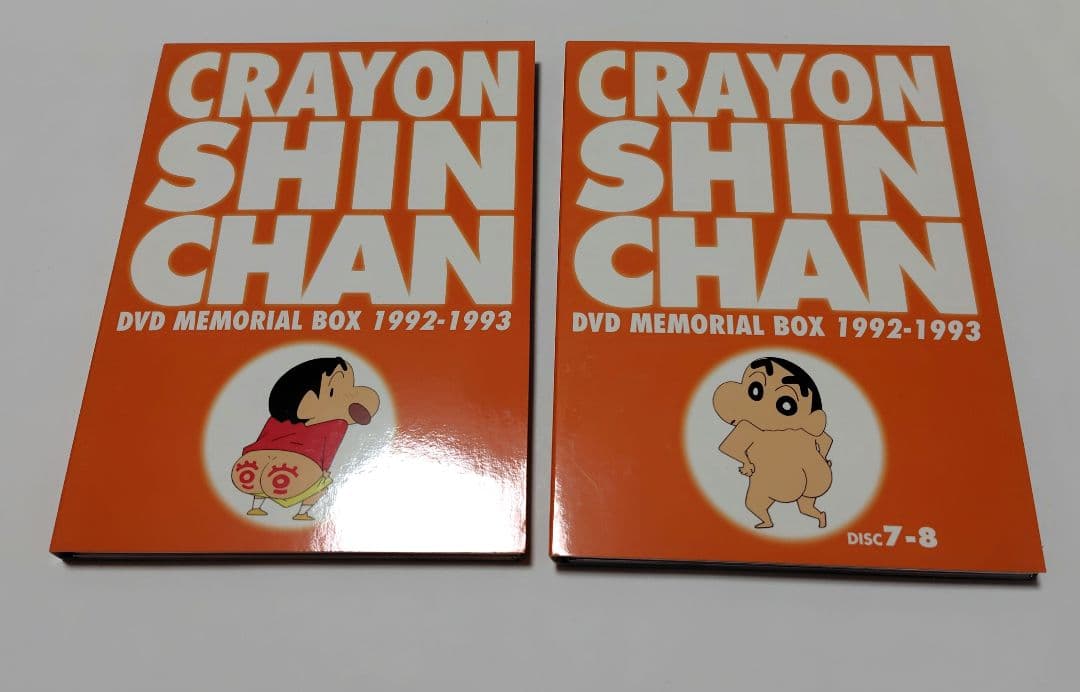 CRAYON
SHIN
CHAN
DVD MEMORIAL BOX 1992-1993
CRAYON
SHIN
CHAN
DVD MEMORIAL BOX 1992-1993
DISC7-8